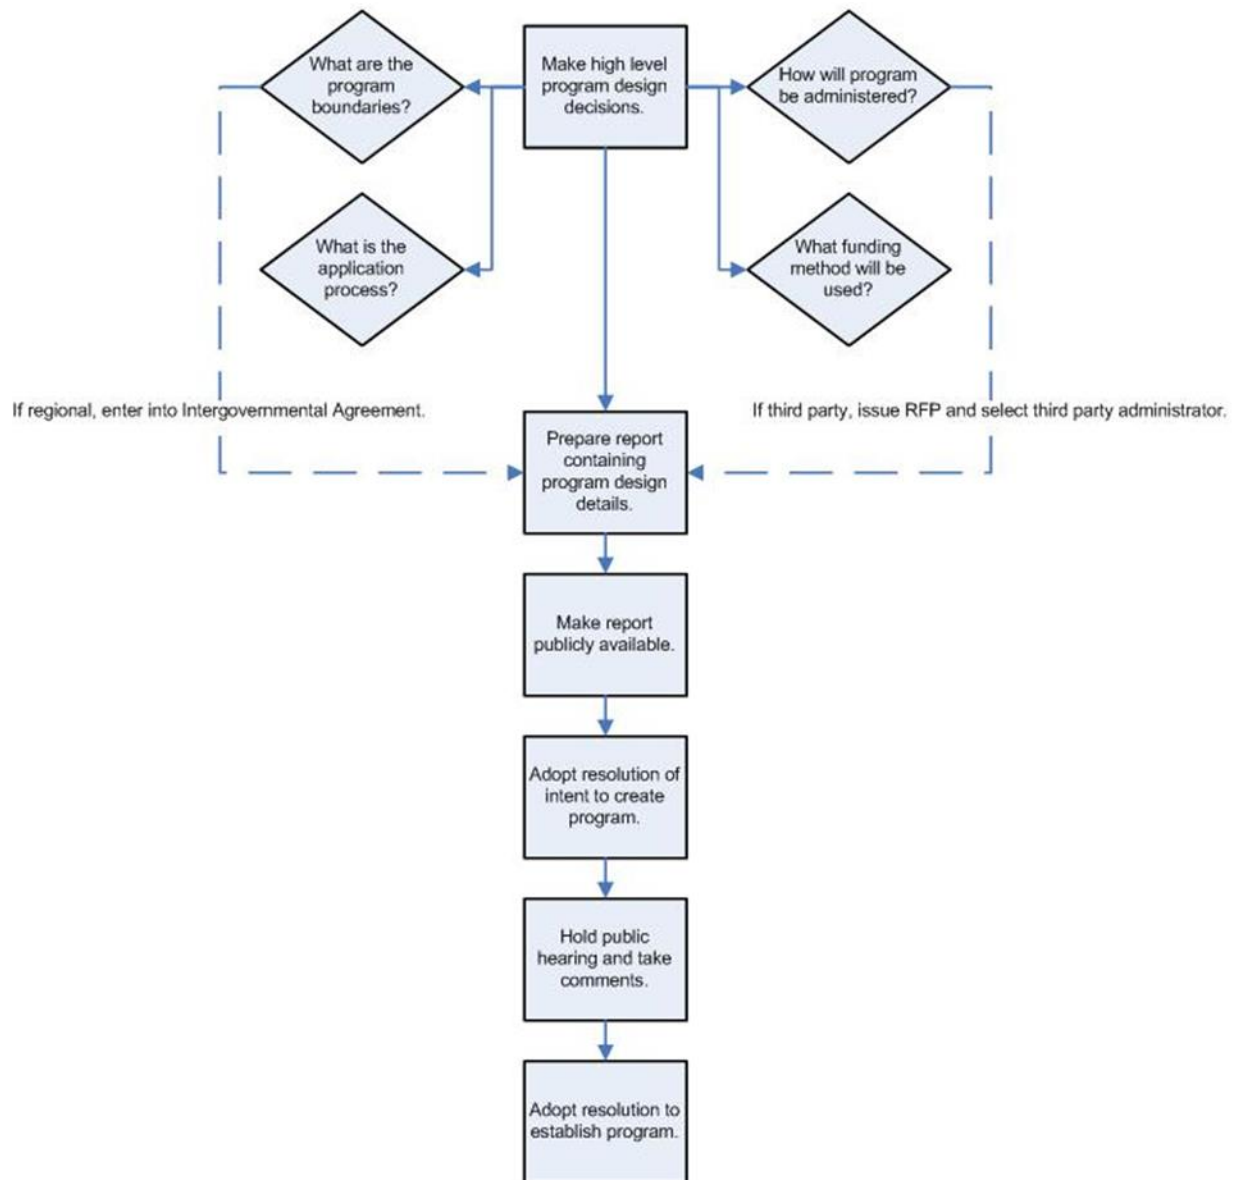 What are the
program
boundaries?
Make high level
program design
decisions.
How will program
be administered?
What is the
application
process?
What funding
method will be
used?
If regional, enter into Intergovernmental Agreement.
If third party, issue RFP and select third party administrator.
Prepare report
containing
program design
details.
Make report
publicly available.
Adopt resolution of
intent to create
program.
Hold public
hearing and take
comments.
Adopt resolution to
establish program.